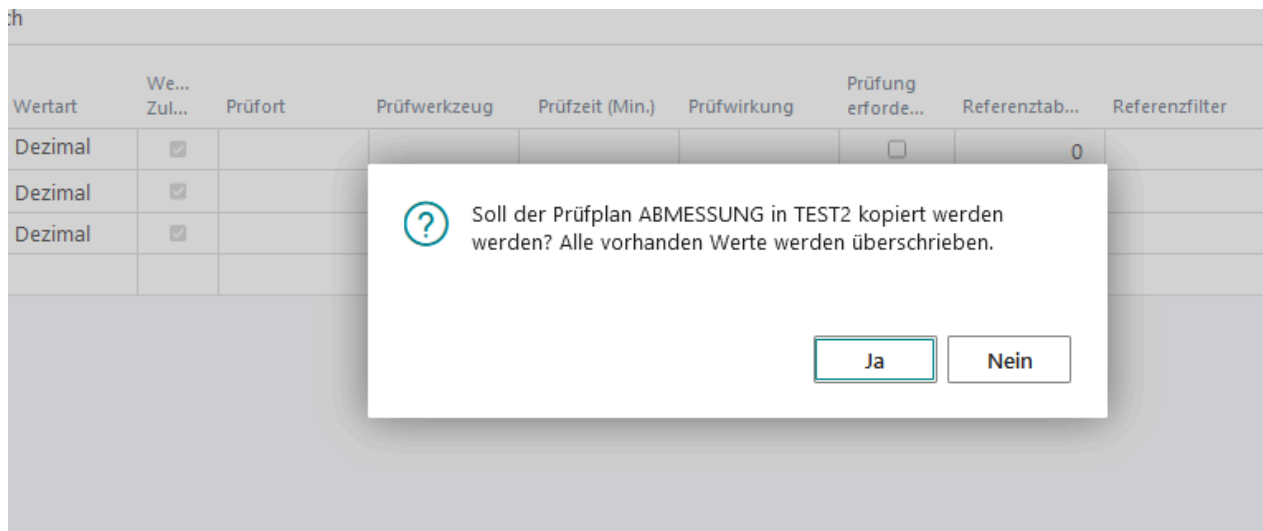 ch
Wertart We... Zul... Prüfort Prüfwerkzeug Prüfzeit (Min.) Prüfwirkung Prüfung erforde... Referenztab... Referenzfilter
Dezimal 0
Dezimal
Dezimal
Soll der Prüfplan ABMESSUNG in TEST2 kopiert werden
werden? Alle vorhanden Werte werden überschrieben.
Ja Nein